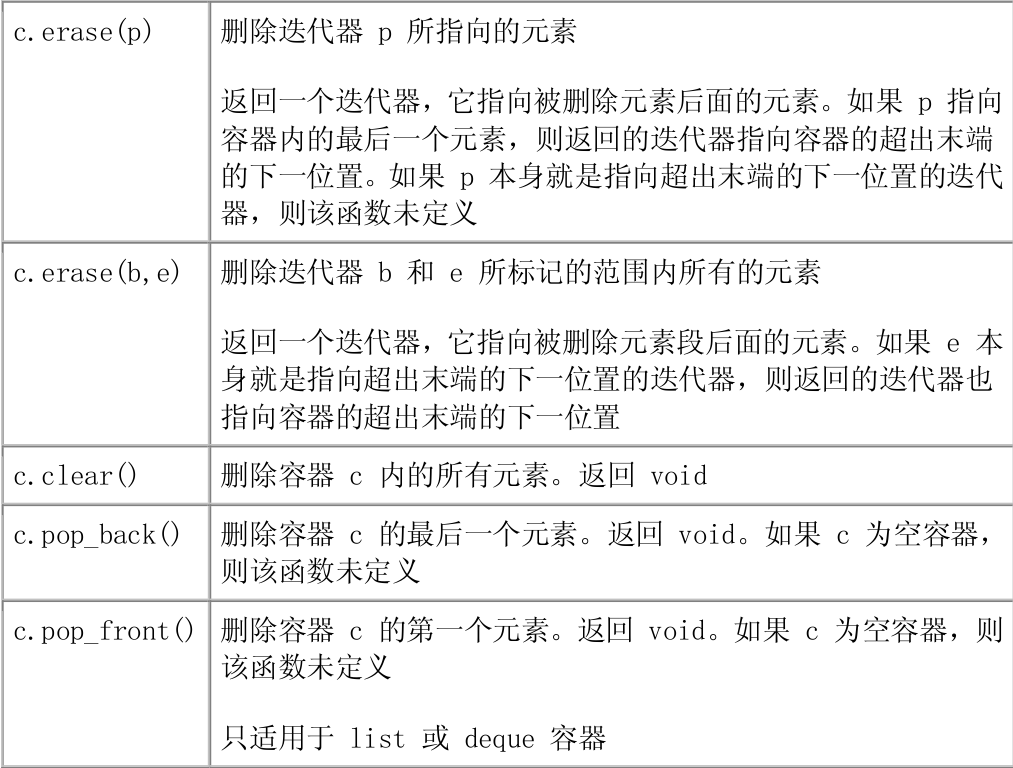 c.erase(p)
删除迭代器 p 所指向的元素
返回一个迭代器，它指向被删除元素后面的元素。如果 p 指向
容器内的最后一个元素，则返回的迭代器指向容器的超出末端
的下一位置。如果 p 本身就是指向超出末端的下一位置的迭代
器，则该函数未定义
c.erase(b,e)
删除迭代器 b 和 e 所标记的范围内所有的元素
返回一个迭代器，它指向被删除元素段后面的元素。如果 e 本
身就是指向超出末端的下一位置的迭代器，则返回的迭代器也
指向容器的超出末端的下一位置
c.clear()
删除容器 c 内的所有元素。返回 void
c.pop_back()
删除容器 c 的最后一个元素。返回 void。如果 c 为空容器，
则该函数未定义
c.pop_front()
删除容器 c 的第一个元素。返回 void。如果 c 为空容器，则
该函数未定义
只适用于 list 或 deque 容器